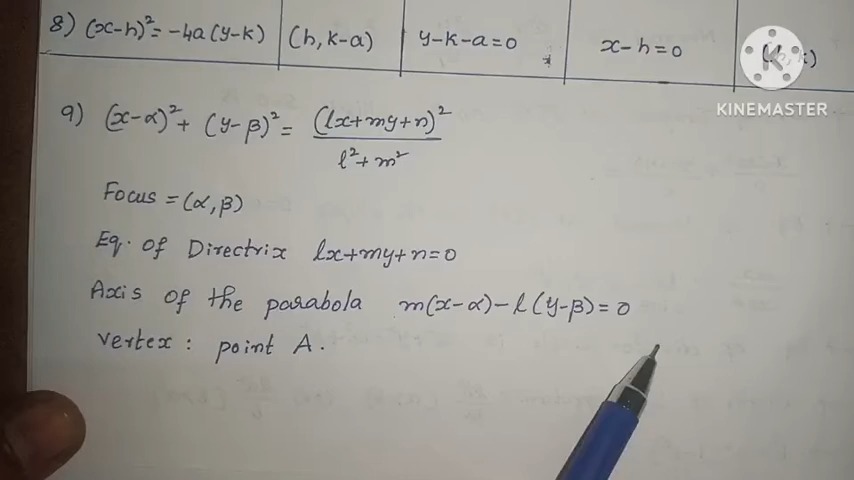 8) (x-h)² = -4a(y-k) (h, k-a) y-k-a=0 x-h=0 (h, k)
KINEMASTER
9) (x-α)² + (y-β)² = (lx+my+n)² / l²+m²
Focus = (α, β)
Eq. of Directrix lx+my+n=0
Axis of the parabola m(x-α)-l(y-β)=0
vertex: point A.